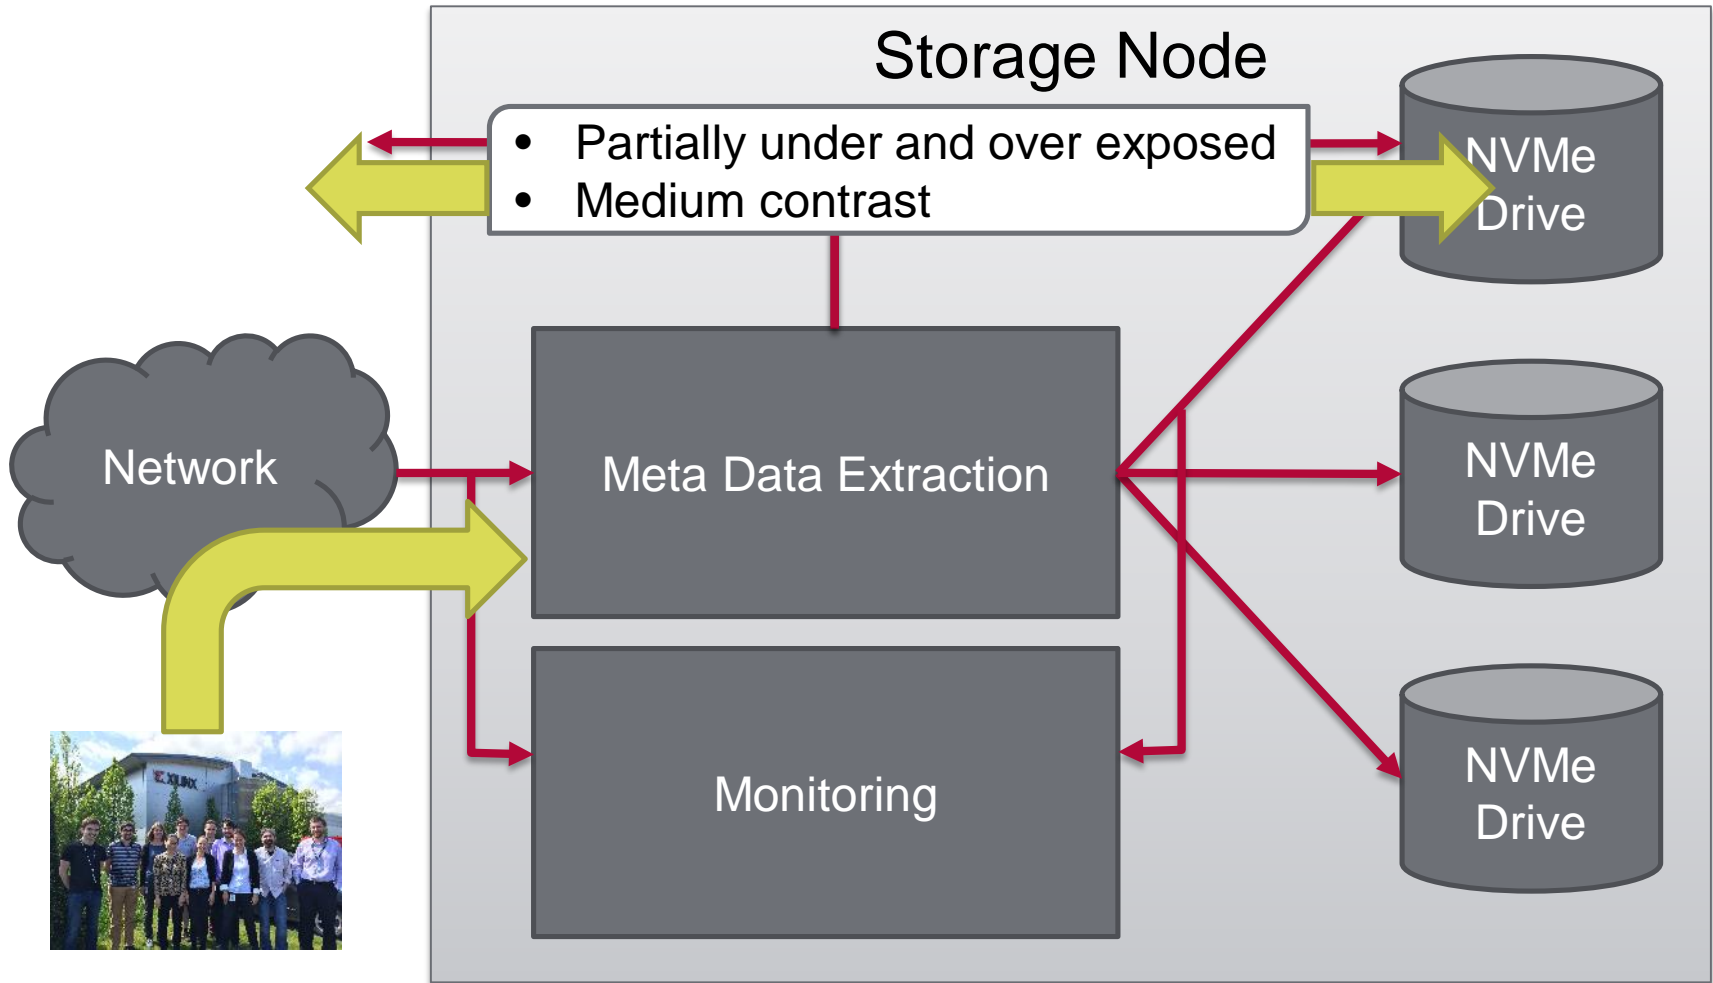 Storage Node
• Partially under and over exposed
• Medium contrast
NVMe
Drive
Network
Meta Data Extraction
NVMe
Drive
Monitoring
NVMe
Drive
XILINX